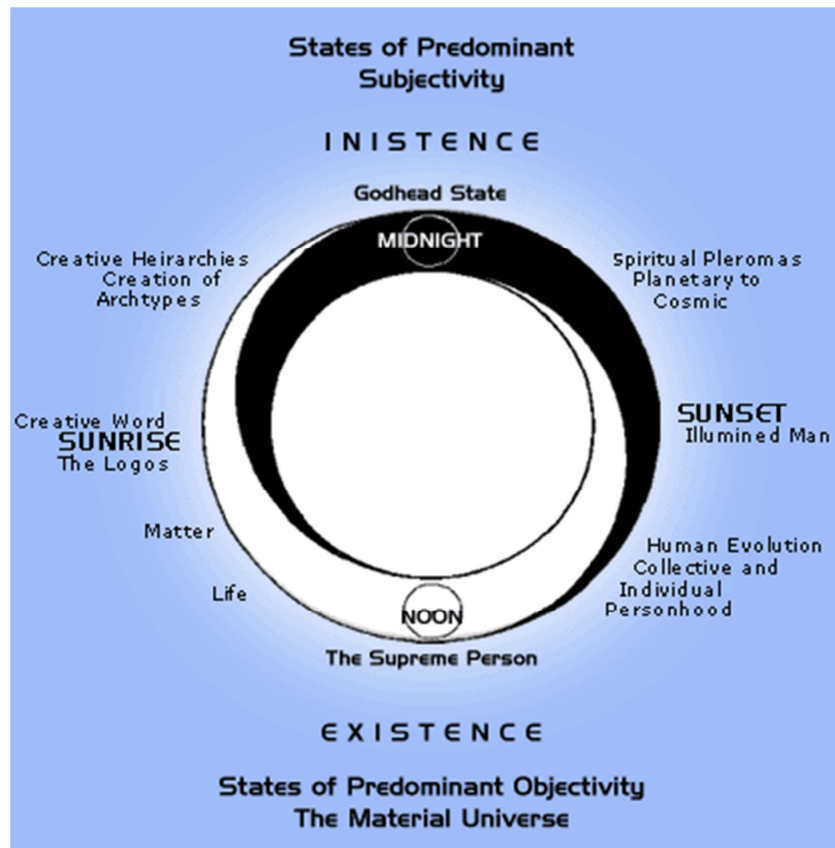 States of Predominant
Subjectivity
INISTENCE
Godhead State
MIDNIGHT
Creative Heirarchies
Creation of
Archtypes
Spiritual Pleromas
Planetary to
Cosmic
Creative Word
SUNRISE
The Logos
SUNSET
Illumined Man
Matter
Life
Human Evolution
Collective and
Individual
Personhood
NOON
The Supreme Person
EXISTENCE
States of Predominant Objectivity
The Material Universe